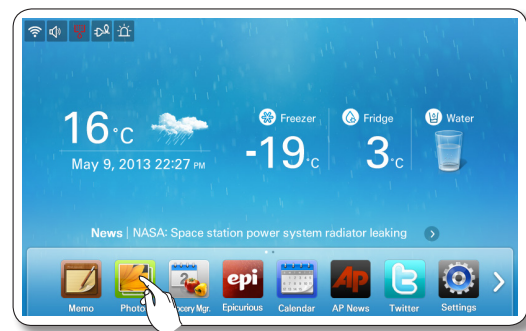 16°C
May 9, 2013 22:27 PM
Freezer
-19°C
Fridge
3°C
Water
News | NASA: Space station power system radiator leaking
epi
AP
Memo
Photo
cery Mgr.
Epicurious
Calendar
AP News
Twitter
Settings